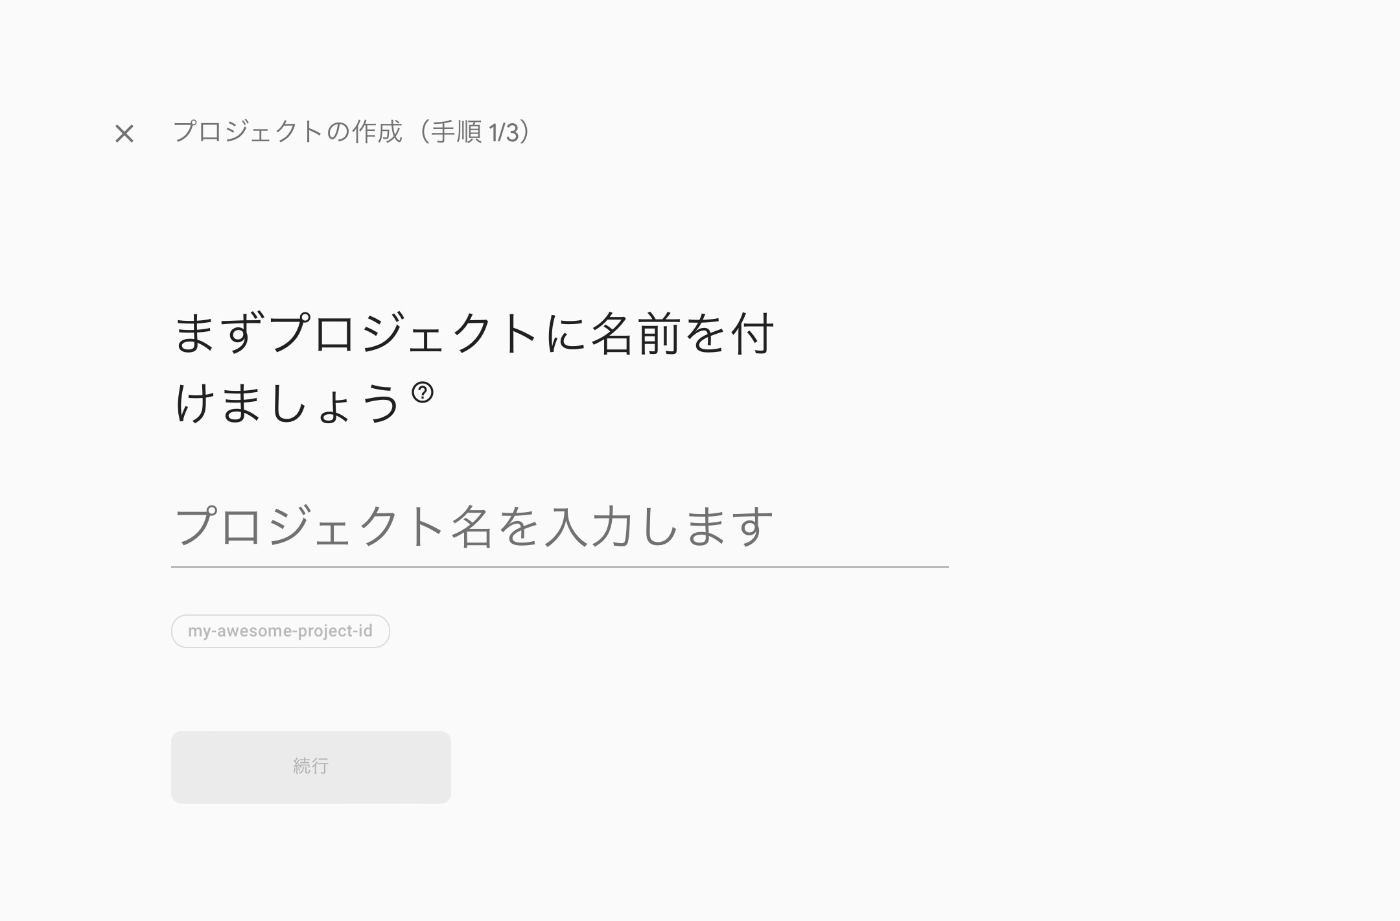 プロジェクトの作成（手順 1/3）
まずプロジェクトに名前を付
けましょう
プロジェクト名を入力します
my-awesome-project-id
続行